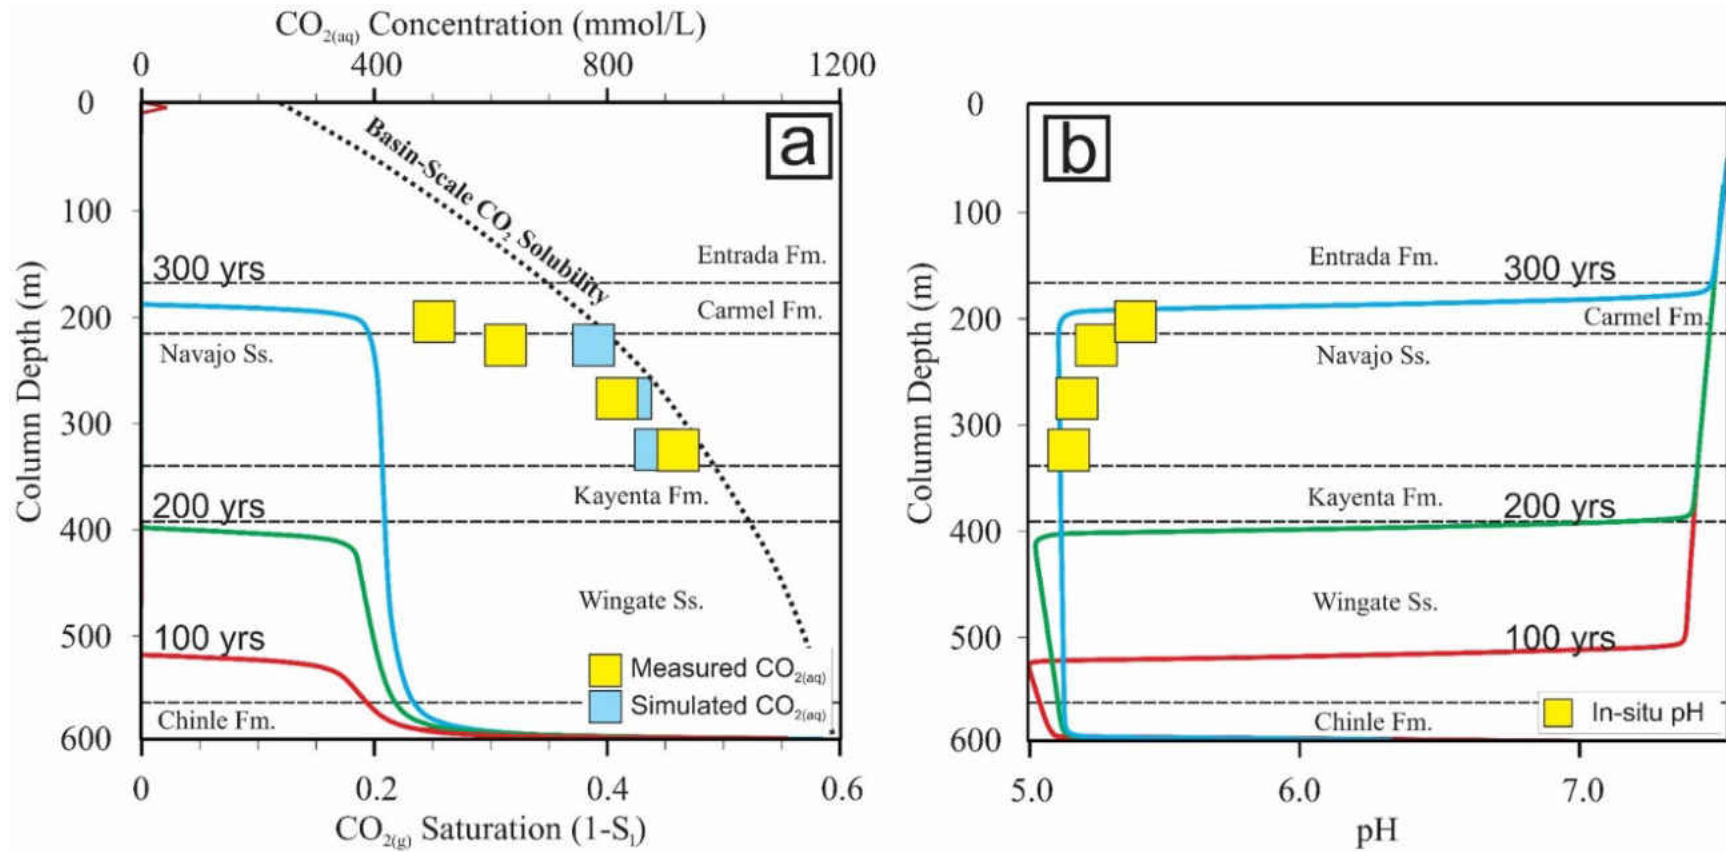 CO2(aq) Concentration (mmol/L)
0 400 800 1200
0
100
200
300
400
500
600
Column Depth (m)
a
Basin-Scale CO2 Solubility
Entrada Fm.
300 yrs
Carmel Fm.
Navajo Ss.
Kayenta Fm.
200 yrs
Wingate Ss.
100 yrs
Measured CO2(aq)
Simulated CO2(aq)
Chinle Fm.
0 0.2 0.4 0.6
CO2(g) Saturation (1-Sl)
0
100
200
300
400
500
600
Column Depth (m)
b
Entrada Fm.
300 yrs
Carmel Fm.
Navajo Ss.
Kayenta Fm.
200 yrs
Wingate Ss.
100 yrs
In-situ pH
Chinle Fm.
5.0 6.0 7.0
pH